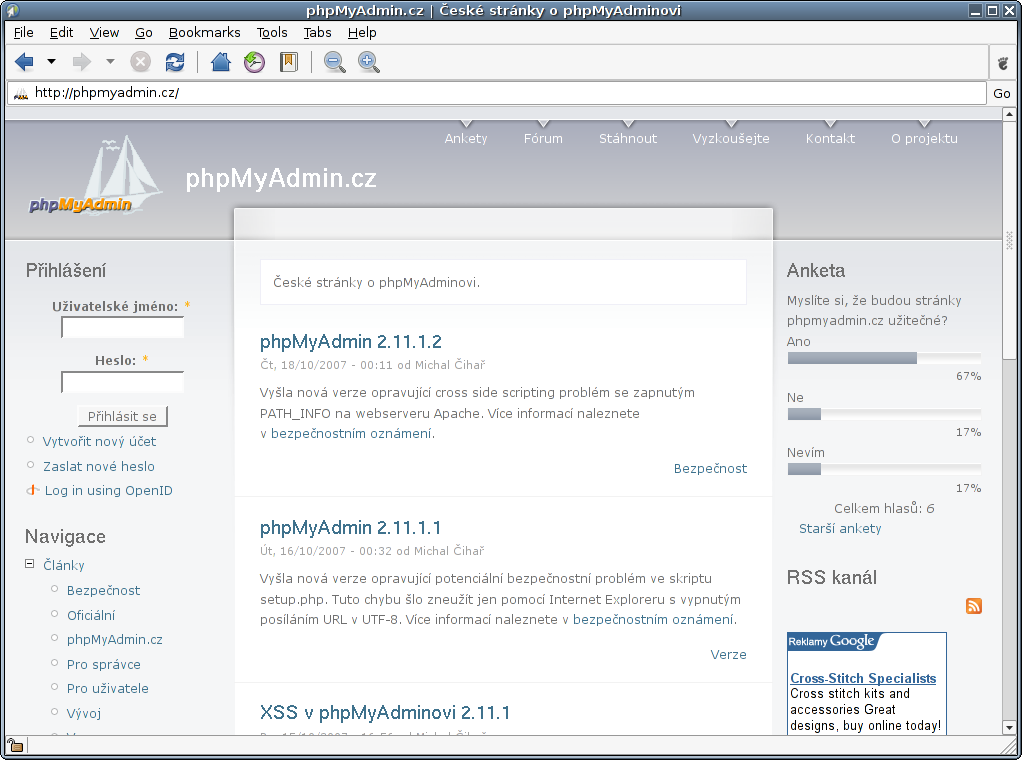 phpMyAdmin.cz | České stránky o phpMyAdminovi
File Edit View Go Bookmarks Tools Tabs Help
http://phpmyadmin.cz/ Go
Ankety Fórum Stáhnout Vyzkoušejte Kontakt O projektu
phpMyAdmin
phpMyAdmin.cz
Přihlášení
Uživatelské jméno: *
Heslo: *
Přihlásit se
Vytvořit nový účet
Zaslat nové heslo
Log in using OpenID
Navigace
Články
Bezpečnost
Oficiální
phpMyAdmin.cz
Pro správce
Pro uživatele
Vývoj
České stránky o phpMyAdminovi.
phpMyAdmin 2.11.1.2
Čt, 18/10/2007 - 00:11 od Michal Čihař
Vyšla nová verze opravující cross side scripting problém se zapnutým
PATH_INFO na webserveru Apache. Více informací naleznete
v bezpečnostním oznámení.
Bezpečnost
phpMyAdmin 2.11.1.1
Út, 16/10/2007 - 00:32 od Michal Čihař
Vyšla nová verze opravující potenciální bezpečnostní problém ve skriptu
setup.php. Tuto chybu šlo zneužít jen pomocí Internet Exploreru s vypnutým
posíláním URL v UTF-8. Více informací naleznete v bezpečnostním oznámení.
Verze
XSS v phpMyAdminovi 2.11.1
Anketa
Myslíte si, že budou stránky
phpmyadmin.cz užitečné?
Ano
67%
Ne
17%
Nevím
17%
Celkem hlasů: 6
Starší ankety
RSS kanál
Reklamy Google
Cross-Stitch Specialists
Cross stitch kits and
accessories Great
designs, buy online today!